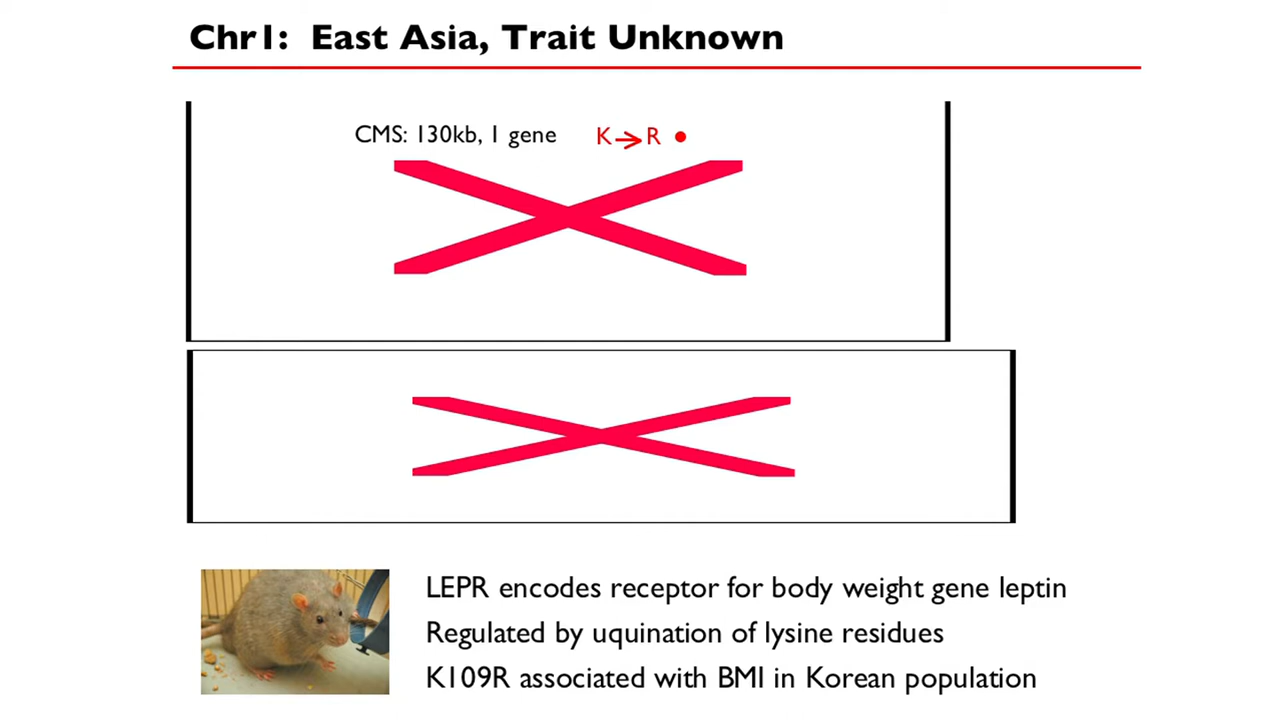 Chr1: East Asia, Trait Unknown
CMS: 130kb, 1 gene K→R
LEPR encodes receptor for body weight gene leptin
Regulated by uquination of lysine residues
K109R associated with BMI in Korean population